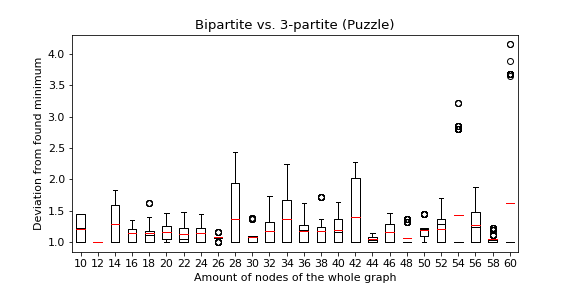 Bipartite vs. 3-partite (Puzzle)
Deviation from found minimum
4.0
3.5
3.0
2.5
2.0
1.5
1.0
10 12 14 16 18 20 22 24 26 28 30 32 34 36 38 40 42 44 46 48 50 52 54 56 58 60
Amount of nodes of the whole graph